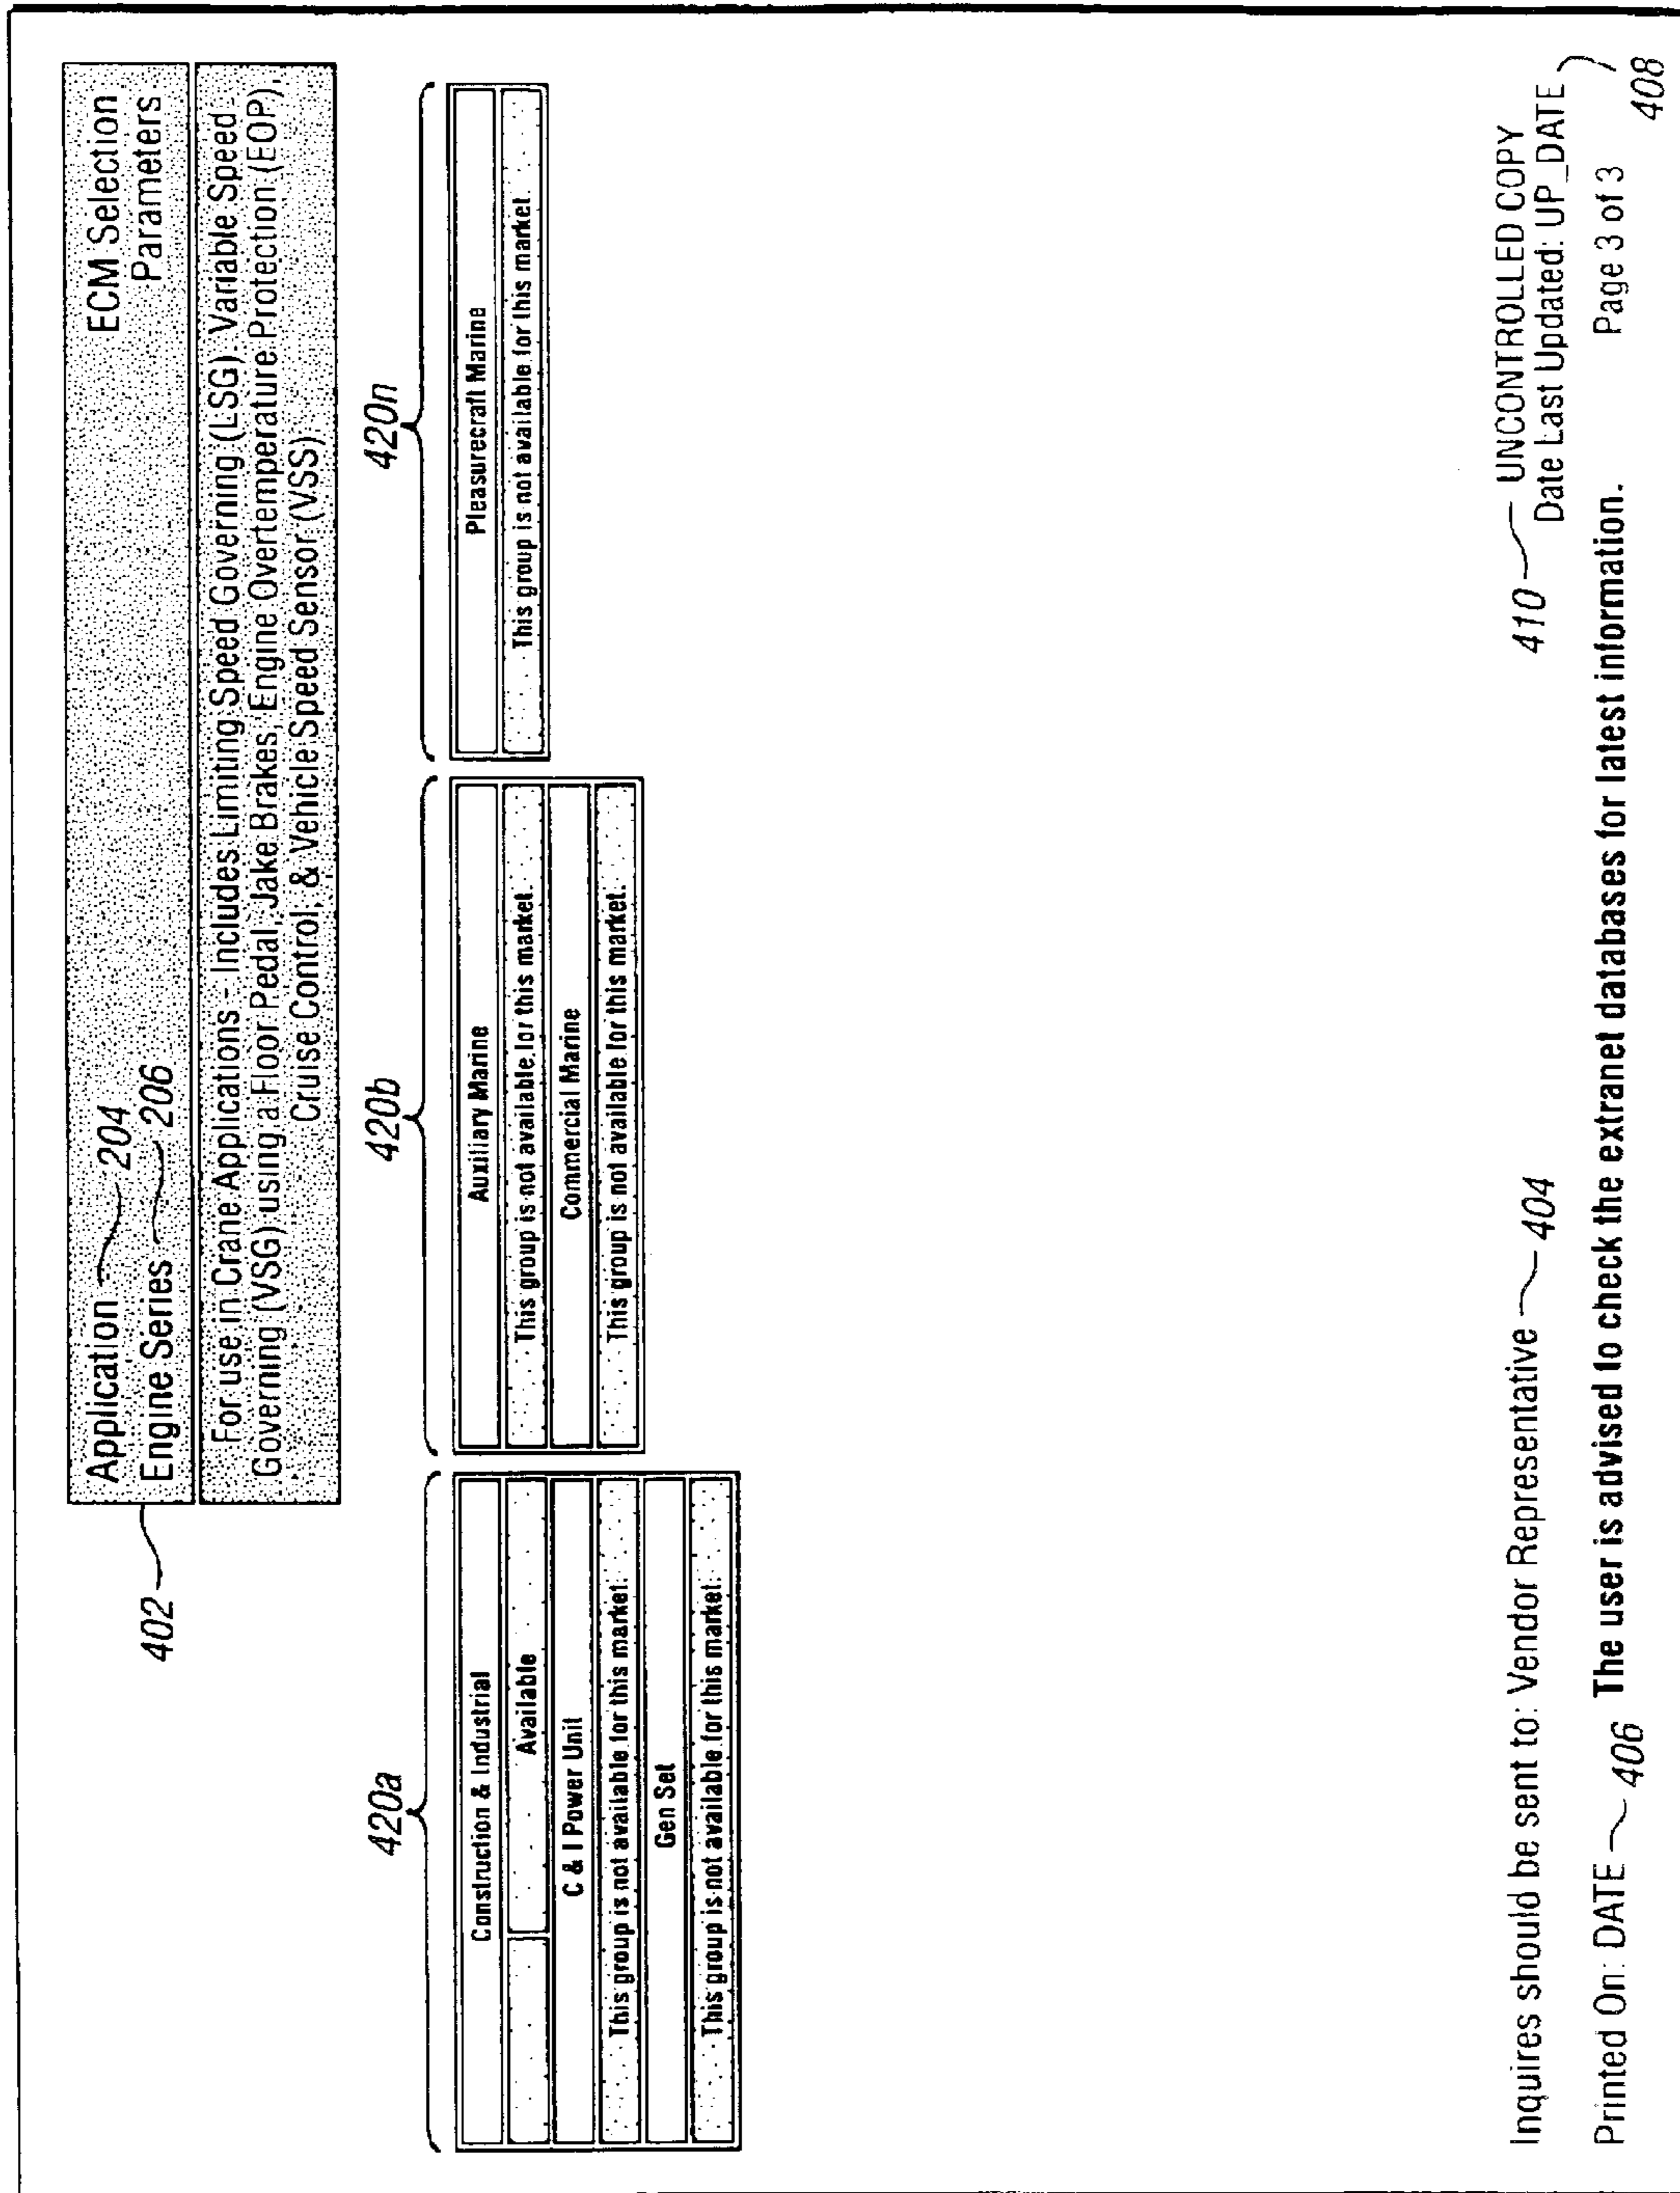 Application 204
Engine Series 206
ECM Selection
Parameters
402
For use in Crane Applications - Includes Limiting Speed Governing (LSG). Variable Speed -
Governing (VSG) using a Floor Pedal, Jake Brakes, Engine Overtemperature Protection (EOP),
Cruise Control, & Vehicle Speed Sensor (VSS).
420a
Construction & Industrial
Available
C & I Power Unit
This group is not available for this market.
Gen Set
This group is not available for this market.
420b
Auxiliary Marine
This group is not available for this market.
Commercial Marine
This group is not available for this market.
420n
Pleasurecraft Marine
This group is not available for this market.
Inquires should be sent to: Vendor Representative 404
410 UNCONTROLLED COPY
Date Last Updated: UP_DATE
Printed On: DATE 406 The user is advised to check the extranet databases for latest information. Page 3 of 3
408